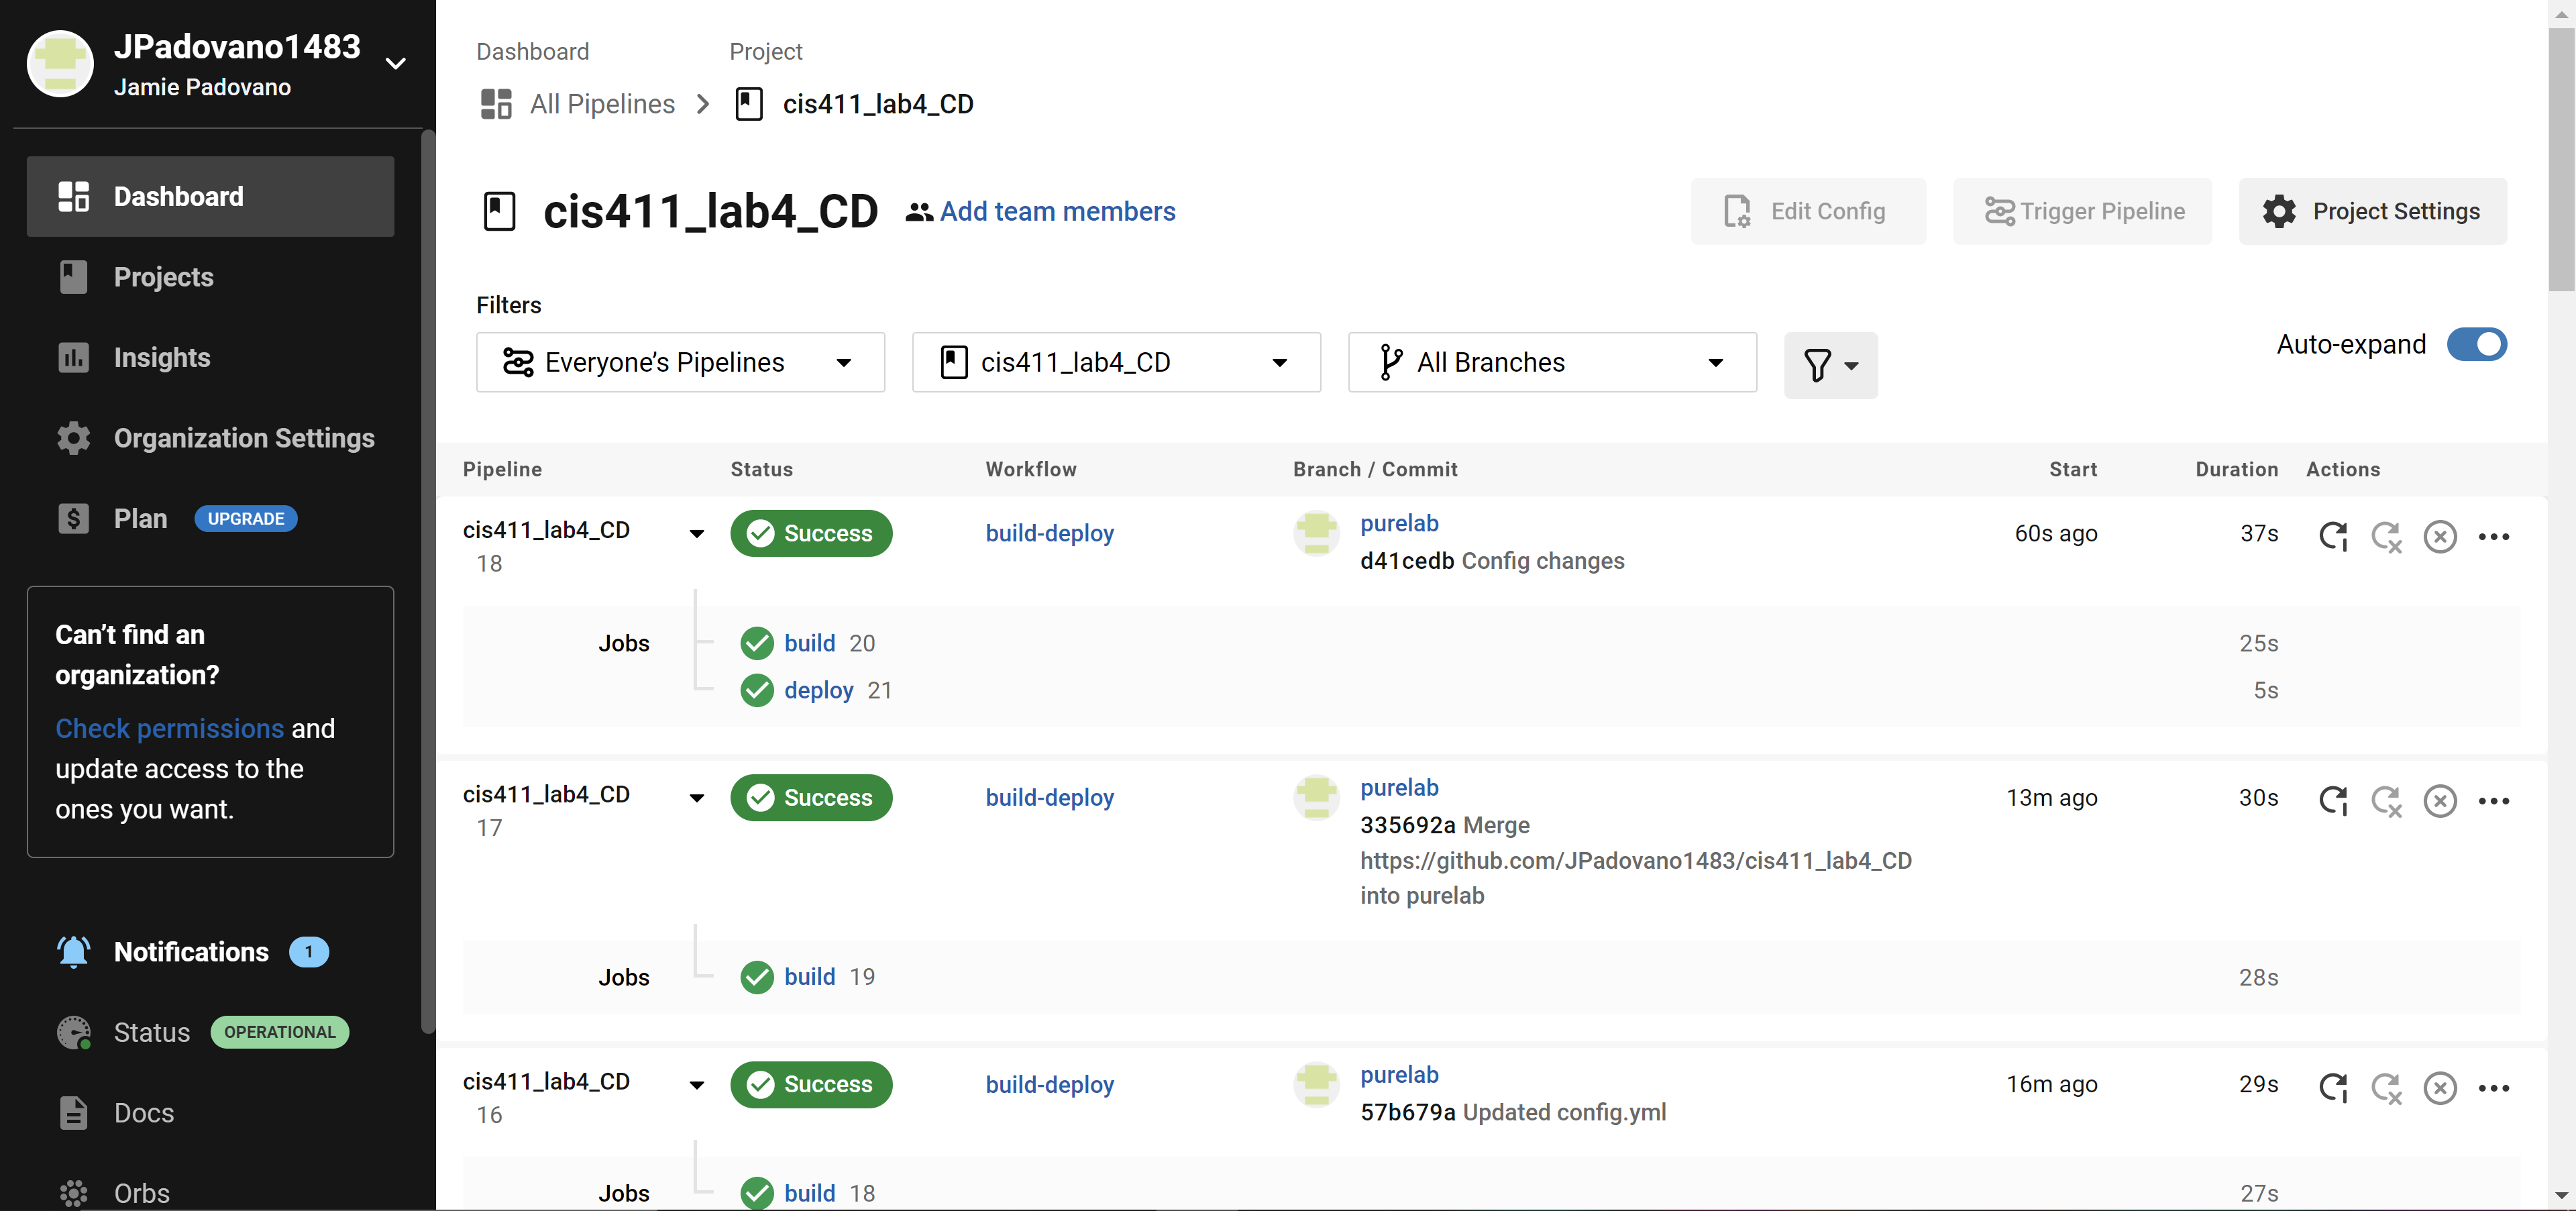 JPadovano1483
Jamie Padovano
Dashboard
Projects
Insights
Organization Settings
Plan UPGRADE
Can’t find an
organization?
Check permissions and
update access to the
ones you want.
Notifications 1
Status OPERATIONAL
Docs
Orbs
Dashboard Project
All Pipelines cis411_lab4_CD
cis411_lab4_CD Add team members
Edit Config Trigger Pipeline Project Settings
Filters
Everyone’s Pipelines cis411_lab4_CD All Branches
Auto-expand
Pipeline Status Workflow Branch / Commit Start Duration Actions
cis411_lab4_CD Success build-deploy purelab 60s ago 37s
18 d41cedb Config changes
Jobs build 20 25s
deploy 21 5s
cis411_lab4_CD Success build-deploy purelab 13m ago 30s
17 335692a Merge
https://github.com/JPadovano1483/cis411_lab4_CD
into purelab
Jobs build 19 28s
cis411_lab4_CD Success build-deploy purelab 16m ago 29s
16 57b679a Updated config.yml
Jobs build 18 27s